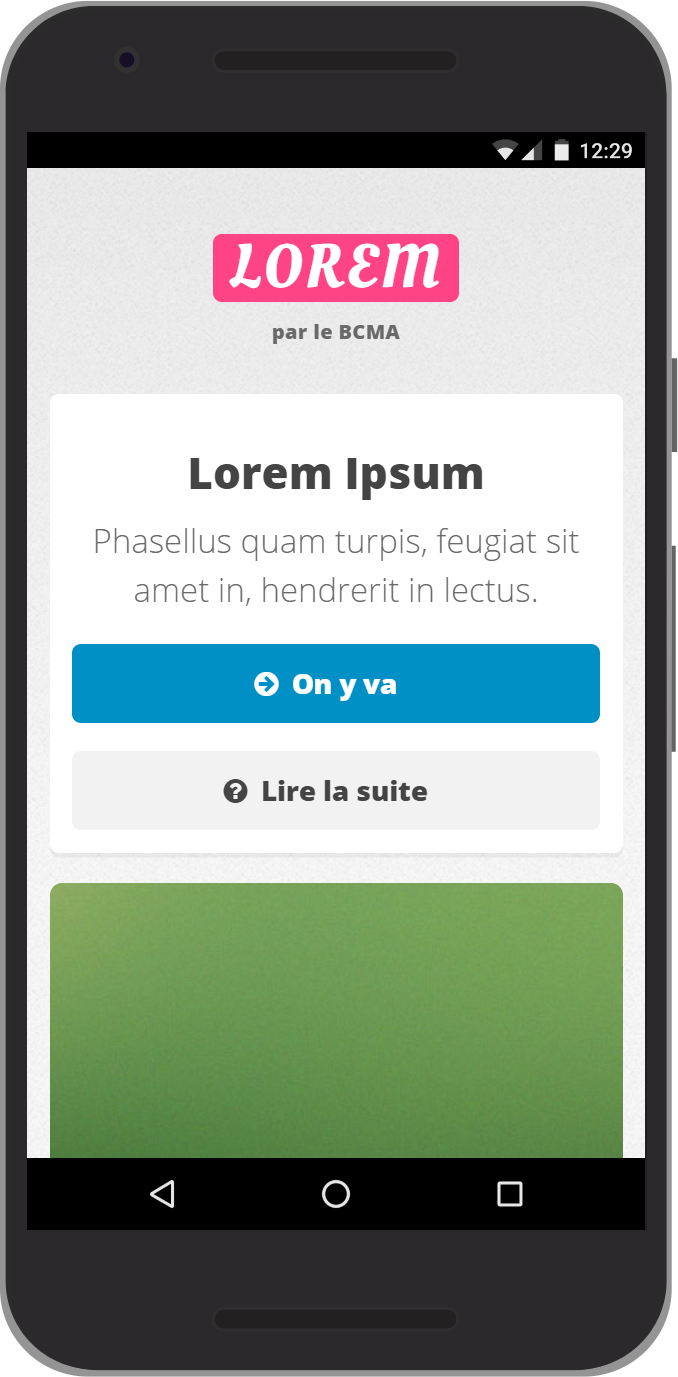 12:29
LOREM
par le BCMA
Lorem Ipsum
Phasellus quam turpis, feugiat sit
amet in, hendrerit in lectus.
On y va
Lire la suite